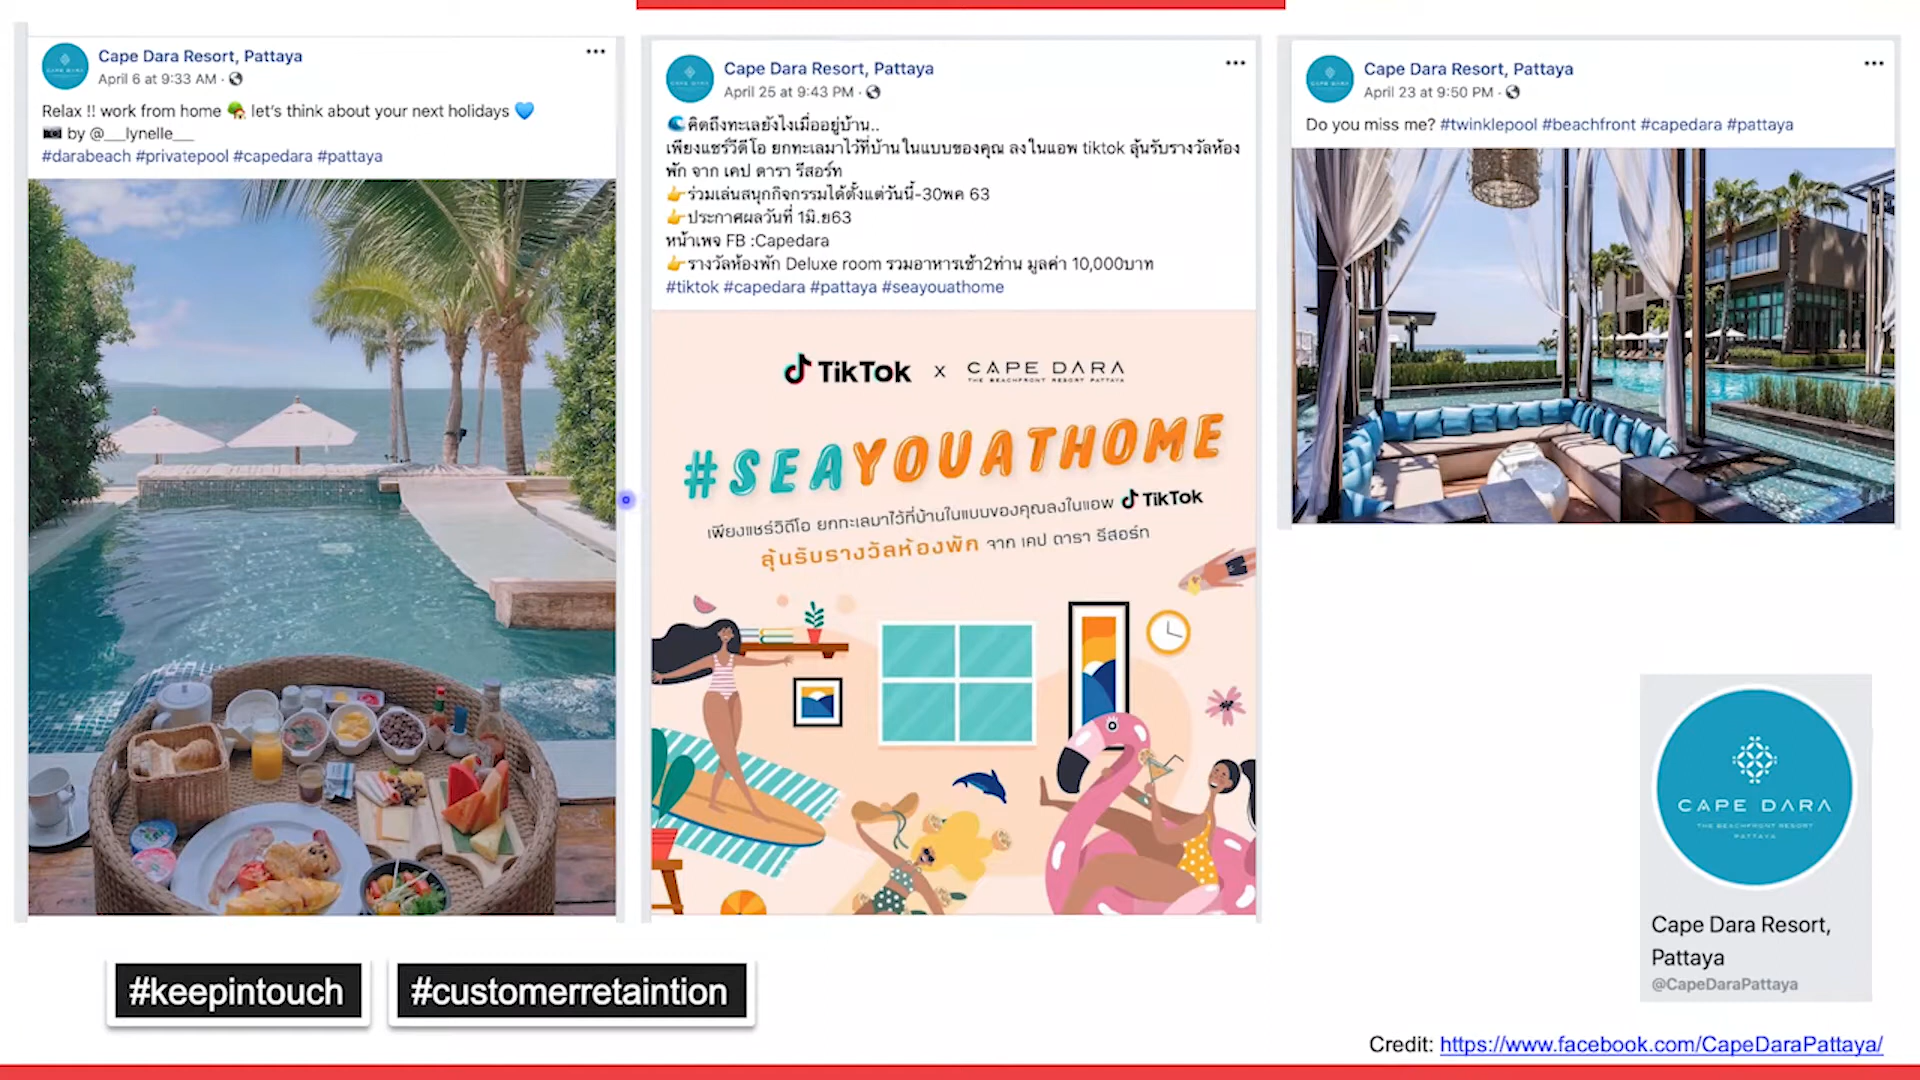 Cape Dara Resort, Pattaya
April 6 at 9:33 AM ·
Relax !! work from home 🏡 let's think about your next holidays 💙
📷 by @___lynelle___
#darabeach #privatepool #capedara #pattaya
Cape Dara Resort, Pattaya
April 25 at 9:43 PM ·
🌊คิดถึงทะเลยังไงเมื่ออยู่บ้าน..
เพียงแชร์วีดีโอ ยกทะเลมาไว้ที่บ้านในแบบของคุณ ลงในแอพ tiktok ลุ้นรับรางวัลห้อง
พัก จาก เคป ดารา รีสอร์ท
👉ร่วมเล่นสนุกกิจกรรมได้ตั้งแต่วันนี้-30พค 63
👉ประกาศผลวันที่ 1มิ.ย63
หน้าเพจ FB :Capedara
👉รางวัลห้องพัก Deluxe room รวมอาหารเช้า2ท่าน มูลค่า 10,000บาท
#tiktok #capedara #pattaya #seayouathome
TikTok x CAPE DARA
THE BEACHFRONT RESORT PATTAYA
#SEAYOUATHOME
เพียงแชร์วิดีโอ ยกทะเลมาไว้ที่บ้านในแบบของคุณลงในแอพ TikTok
ลุ้นรับรางวัลห้องพัก จาก เคป ดารา รีสอร์ท
Cape Dara Resort, Pattaya
April 23 at 9:50 PM ·
Do you miss me? #twinklepool #beachfront #capedara #pattaya
CAPE DARA
THE BEACHFRONT RESORT
PATTAYA
Cape Dara Resort,
Pattaya
@CapeDaraPattaya
#keepintouch
#customerretaintion
Credit: https://www.facebook.com/CapeDaraPattaya/